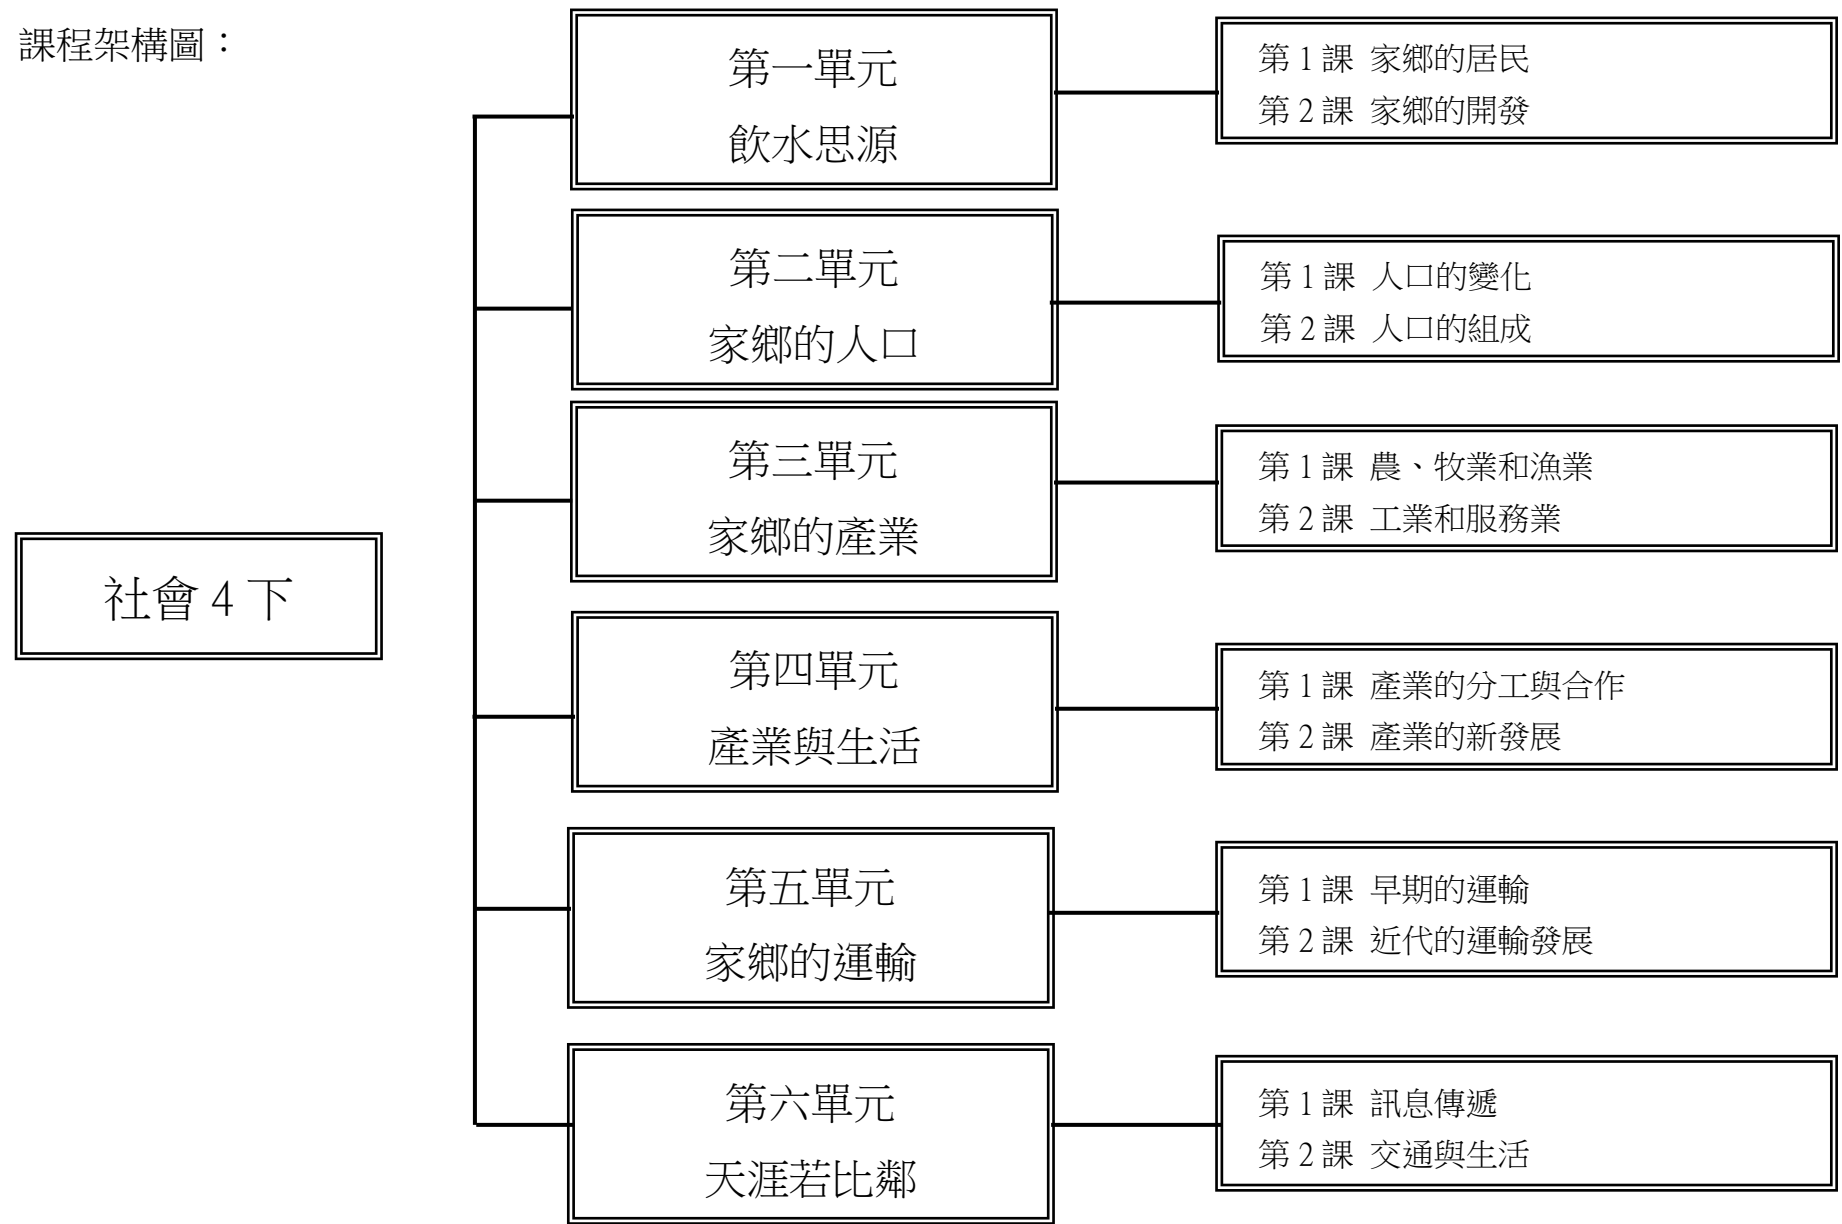 課程架構圖：
社會 4 下
第一單元
飲水思源
第 1 課 家鄉的居民
第 2 課 家鄉的開發
第二單元
家鄉的人口
第 1 課 人口的變化
第 2 課 人口的組成
第三單元
家鄉的產業
第 1 課 農、牧業和漁業
第 2 課 工業和服務業
第四單元
產業與生活
第 1 課 產業的分工與合作
第 2 課 產業的新發展
第五單元
家鄉的運輸
第 1 課 早期的運輸
第 2 課 近代的運輸發展
第六單元
天涯若比鄰
第 1 課 訊息傳遞
第 2 課 交通與生活